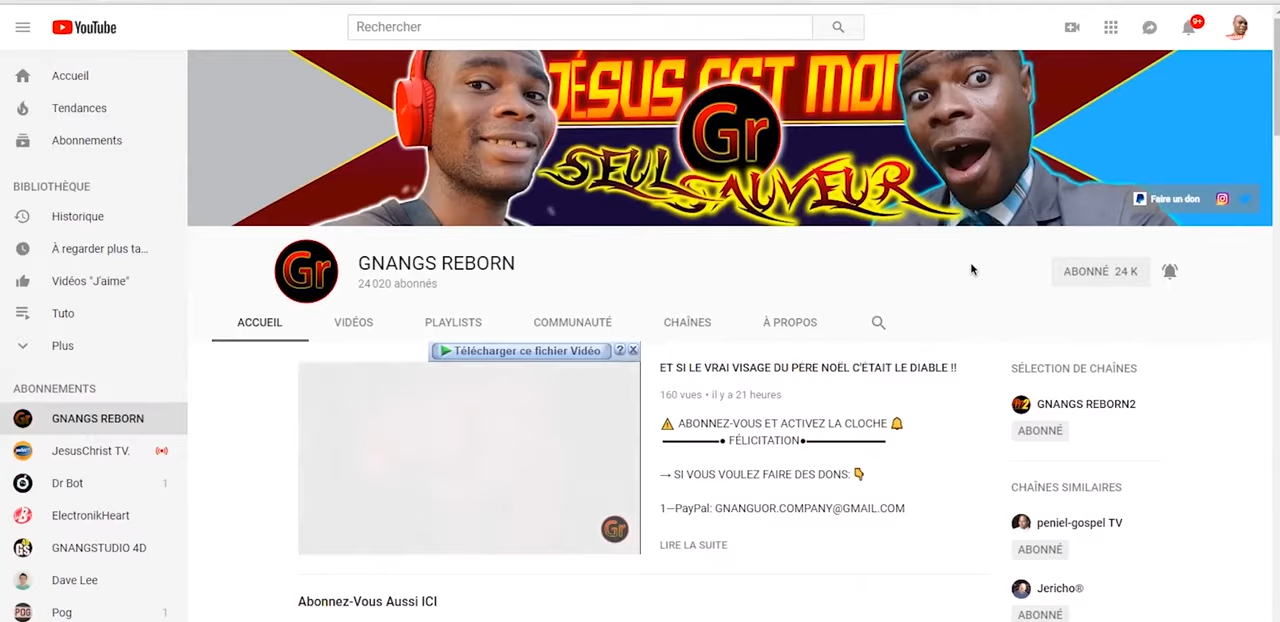 YouTube
Rechercher
9+
Accueil
Tendances
Abonnements
BIBLIOTHÈQUE
Historique
À regarder plus ta...
Vidéos "J'aime"
Tuto
Plus
ABONNEMENTS
GNANGS REBORN
JesusChrist TV.
Dr Bot 1
ElectronikHeart
GNANGSTUDIO 4D
Dave Lee
Pog 1
JÉSUS EST MON
Gr
SEUL SAUVEUR
Faire un don
Gr
GNANGS REBORN
24 020 abonnés
ABONNÉ 24 K
ACCUEIL VIDÉOS PLAYLISTS COMMUNAUTÉ CHAÎNES À PROPOS
Télécharger ce fichier Vidéo ? X
Gr
ET SI LE VRAI VISAGE DU PÈRE NOËL C'ÉTAIT LE DIABLE !!
160 vues • il y a 21 heures
⚠ ABONNEZ-VOUS ET ACTIVEZ LA CLOCHE 🔔
————● FÉLICITATION●————
→ SI VOUS VOULEZ FAIRE DES DONS: 👇
1—PayPal: GNANGUOR.COMPANY@GMAIL.COM
LIRE LA SUITE
Abonnez-Vous Aussi ICI
SÉLECTION DE CHAÎNES
GNANGS REBORN2
ABONNÉ
CHAÎNES SIMILAIRES
peniel-gospel TV
ABONNÉ
Jericho®
ABONNÉ